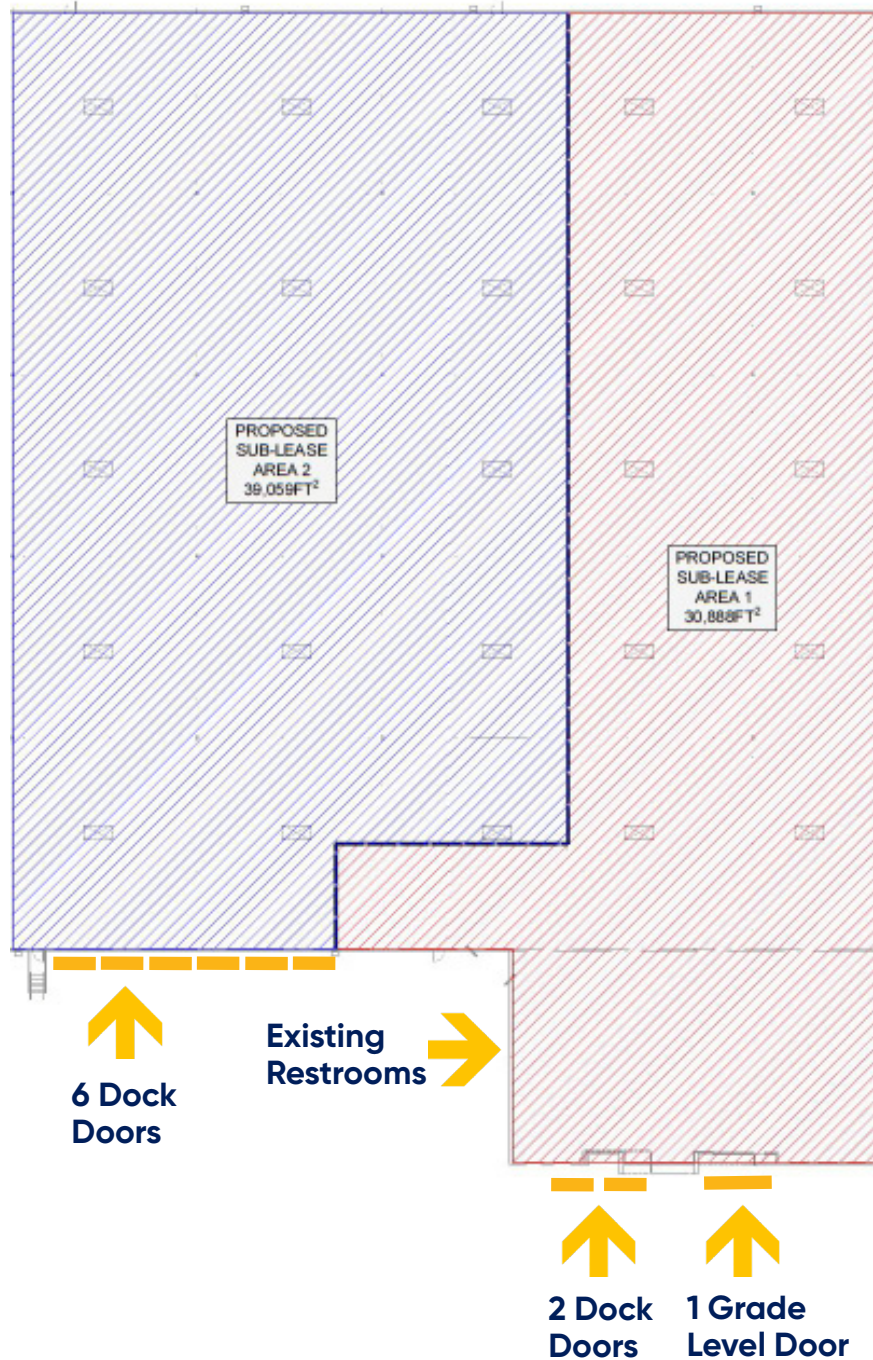 PROPOSED
SUB-LEASE
AREA 2
39,059FT²
PROPOSED
SUB-LEASE
AREA 1
30,888FT²
Existing
Restrooms
6 Dock
Doors
2 Dock
Doors
1 Grade
Level Door